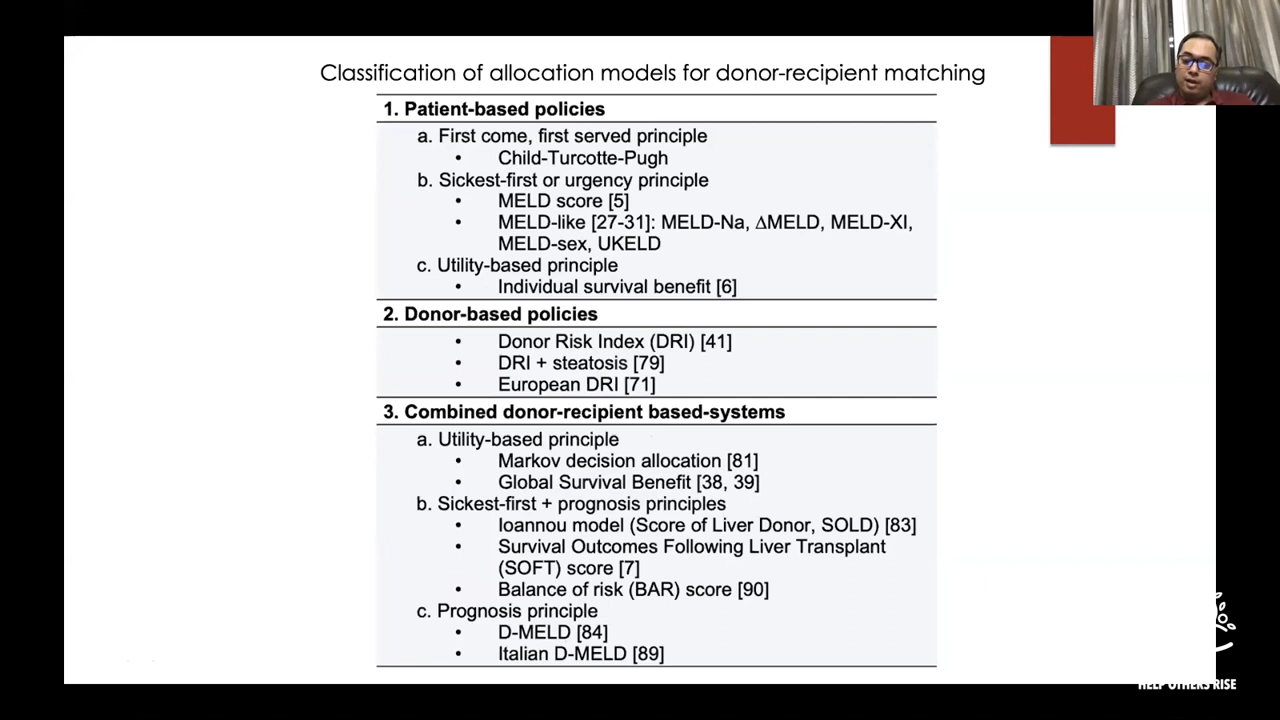 Classification of allocation models for donor-recipient matching
1. Patient-based policies
a. First come, first served principle
• Child-Turcotte-Pugh
b. Sickest-first or urgency principle
• MELD score [5]
• MELD-like [27-31]: MELD-Na, ∆MELD, MELD-XI,
MELD-sex, UKELD
c. Utility-based principle
• Individual survival benefit [6]
2. Donor-based policies
• Donor Risk Index (DRI) [41]
• DRI + steatosis [79]
• European DRI [71]
3. Combined donor-recipient based-systems
a. Utility-based principle
• Markov decision allocation [81]
• Global Survival Benefit [38, 39]
b. Sickest-first + prognosis principles
• Ioannou model (Score of Liver Donor, SOLD) [83]
• Survival Outcomes Following Liver Transplant
(SOFT) score [7]
• Balance of risk (BAR) score [90]
c. Prognosis principle
• D-MELD [84]
• Italian D-MELD [89]
HELP OTHERS RISE